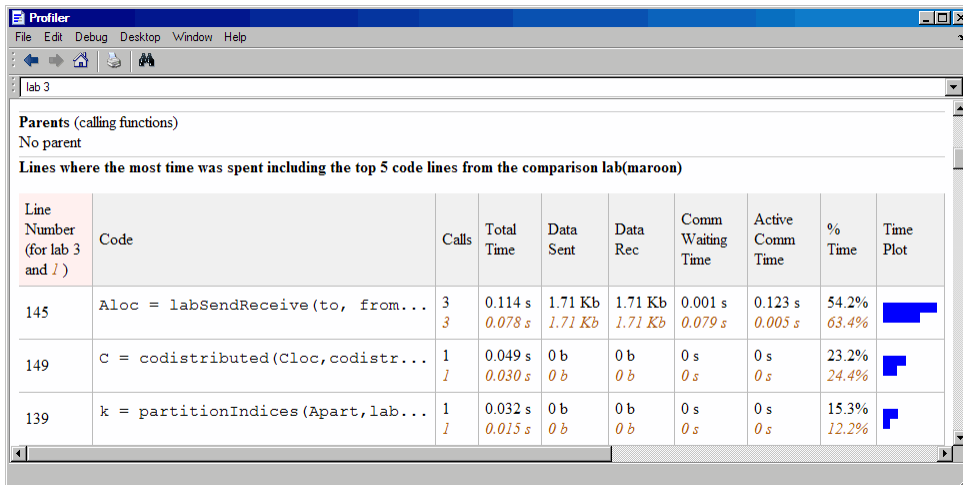 Profiler
File Edit Debug Desktop Window Help
lab 3
Parents (calling functions)
No parent
Lines where the most time was spent including the top 5 code lines from the comparison lab(maroon)
Line Number (for lab 3 and 1 ) Code Calls Total Time Data Sent Data Rec Comm Waiting Time Active Comm Time % Time Time Plot
145 Aloc = labSendReceive(to, from... 3 0.114 s 1.71 Kb 1.71 Kb 0.001 s 0.123 s 54.2%
3 0.078 s 1.71 Kb 1.71 Kb 0.079 s 0.005 s 63.4%
149 C = codistributed(Cloc,codistr... 1 0.049 s 0 b 0 b 0 s 0 s 23.2%
1 0.030 s 0 b 0 b 0 s 0 s 24.4%
139 k = partitionIndices(Apart,lab... 1 0.032 s 0 b 0 b 0 s 0 s 15.3%
1 0.015 s 0 b 0 b 0 s 0 s 12.2%